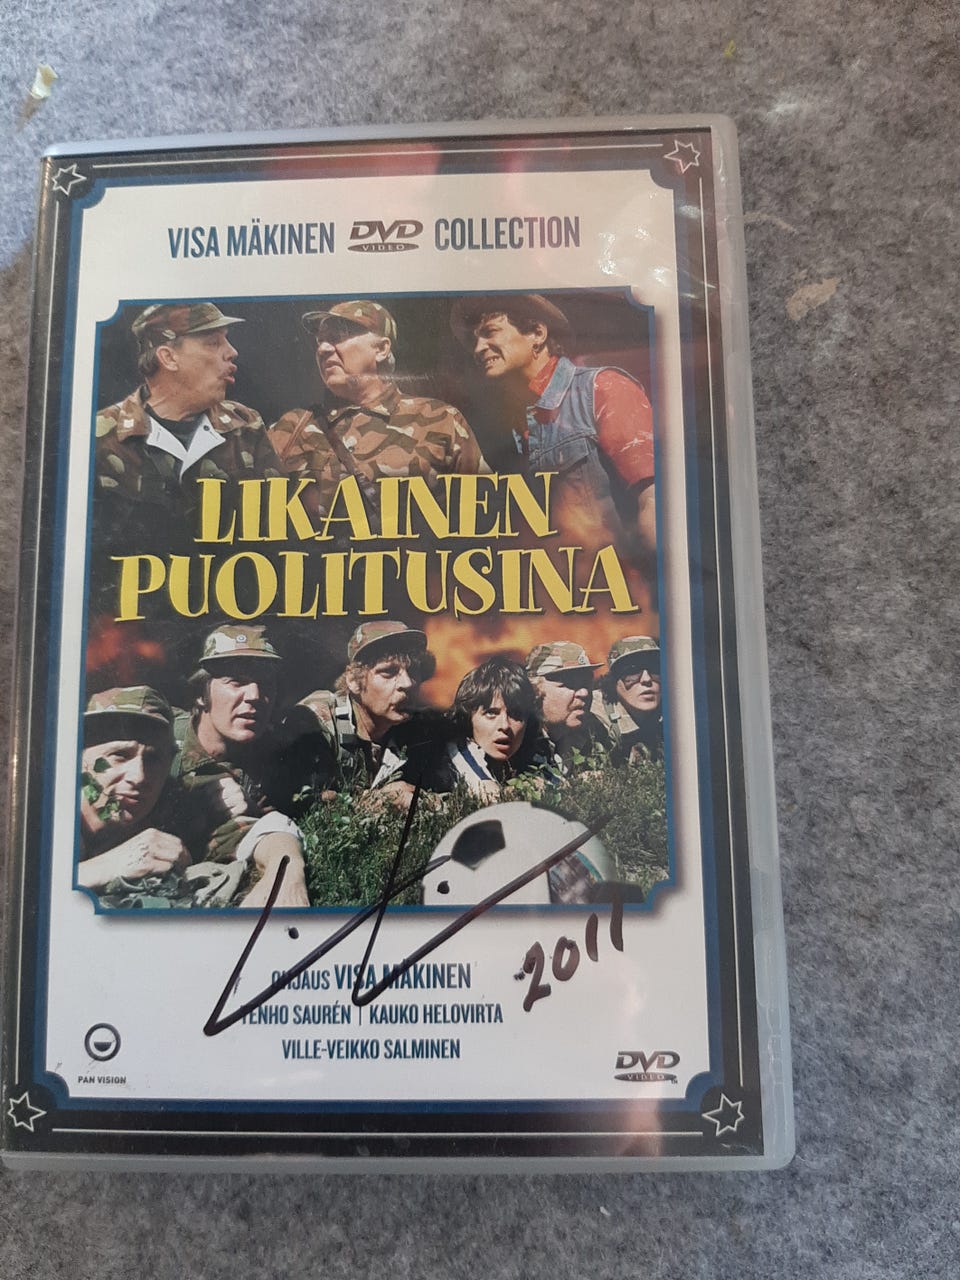 VISA MÄKINEN DVD VIDEO COLLECTION
LIKAINEN
PUOLITUSINA
2011
OHJAUS VISA MÄKINEN
TENHO SAURÉN | KAUKO HELOVIRTA
VILLE-VEIKKO SALMINEN
PAN VISION
DVD
VIDEO